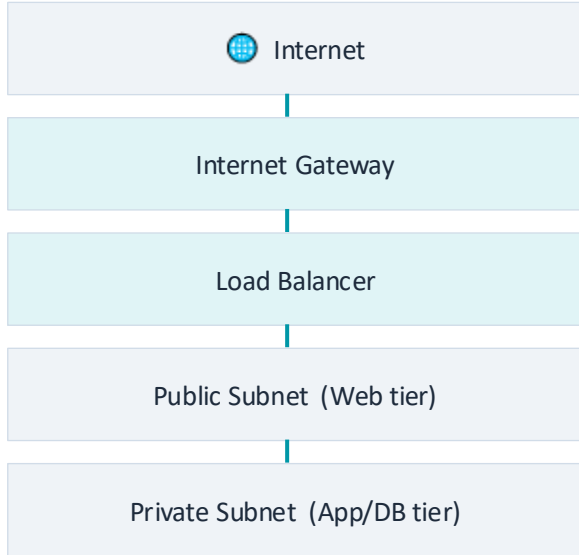 Internet
Internet Gateway
Load Balancer
Public Subnet (Web tier)
Private Subnet (App/DB tier)